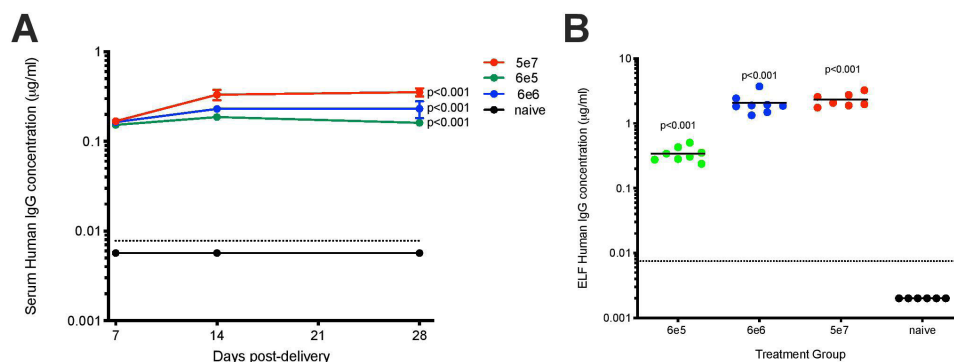 A
Serum Human IgG concentration (μg/ml)
1
0.1
0.01
0.001
7
14
21
28
Days post-delivery
p<0.001
p<0.001
p<0.001
5e7
6e5
6e6
naive
B
ELF Human IgG concentration (μg/ml)
10
1
0.1
0.01
0.001
p<0.001
p<0.001
p<0.001
6e5
6e6
5e7
naive
Treatment Group